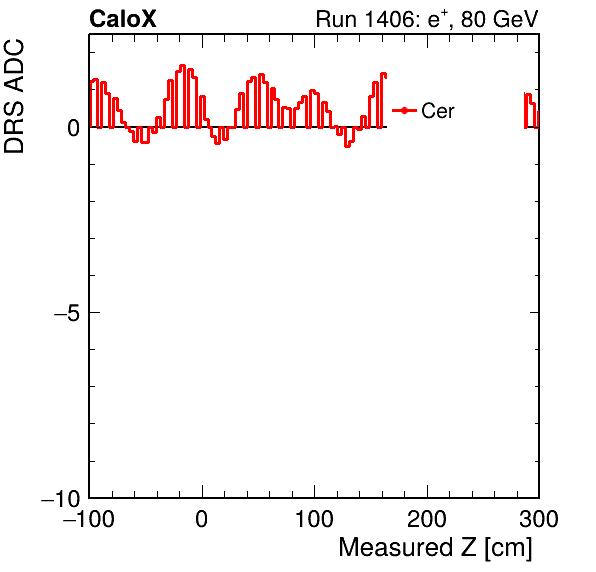 CaloX
Run 1406: e⁺, 80 GeV
DRS ADC
Cer
0
−5
−10
−100 0 100 200 300
Measured Z [cm]